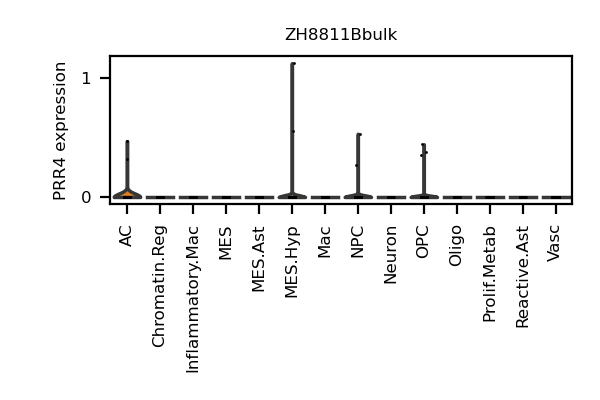 ZH8811Bbulk
PRR4 expression
1
0
AC
Chromatin.Reg
Inflammatory.Mac
MES
MES.Ast
MES.Hyp
Mac
NPC
Neuron
OPC
Oligo
Prolif.Metab
Reactive.Ast
Vasc